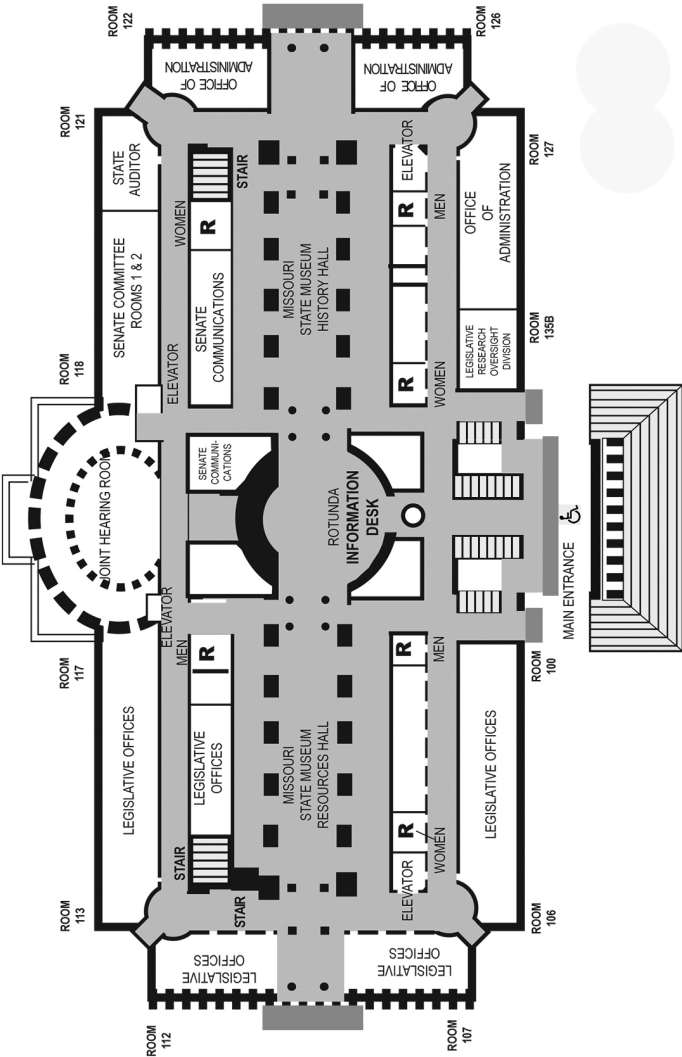 ROOM
122
ROOM
126
OFFICE OF
ADMINISTRATION
OFFICE OF
ADMINISTRATION
ROOM
121
ROOM
127
STATE
AUDITOR
STAIR
ELEVATOR
WOMEN
R
R
MEN
OFFICE
OF
ADMINISTRATION
SENATE COMMITTEE
ROOMS 1 & 2
SENATE
COMMUNICATIONS
MISSOURI
STATE MUSEUM
HISTORY HALL
ROOM
135B
LEGISLATIVE
RESEARCH
OVERSIGHT
DIVISION
ROOM
118
ELEVATOR
R
WOMEN
JOINT HEARING ROOM
SENATE
COMMUNI-
CATIONS
ROTUNDA
INFORMATION
DESK
MAIN ENTRANCE
ELEVATOR
MEN
R
R
MEN
ROOM
117
ROOM
100
LEGISLATIVE OFFICES
LEGISLATIVE
OFFICES
MISSOURI
STATE MUSEUM
RESOURCES HALL
LEGISLATIVE OFFICES
R
WOMEN
STAIR
STAIR
ELEVATOR
ROOM
113
ROOM
106
LEGISLATIVE
OFFICES
LEGISLATIVE
OFFICES
ROOM
112
ROOM
107